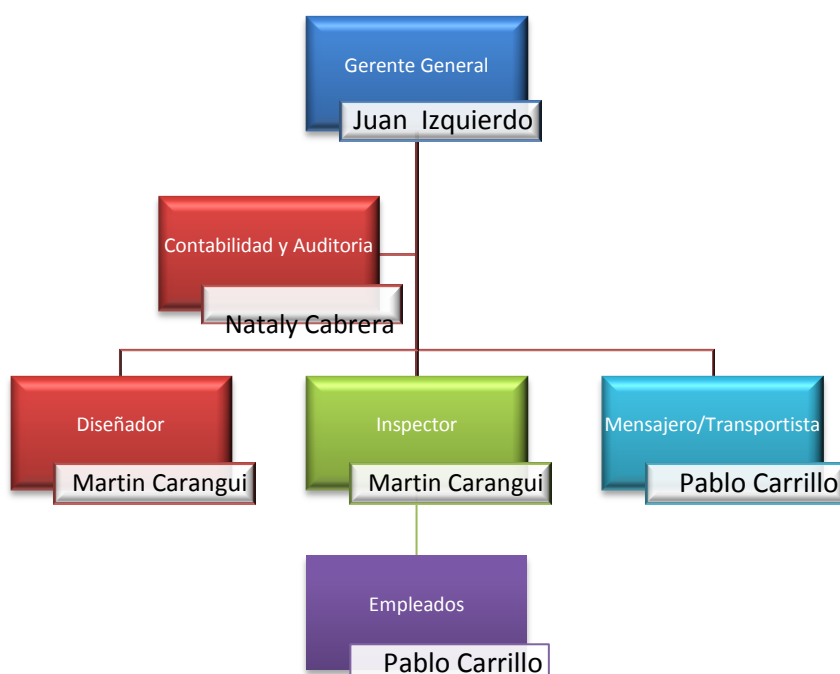 Gerente General
Juan Izquierdo
Contabilidad y Auditoria
Nataly Cabrera
Diseñador
Martin Carangui
Inspector
Martin Carangui
Mensajero/Transportista
Pablo Carrillo
Empleados
Pablo Carrillo